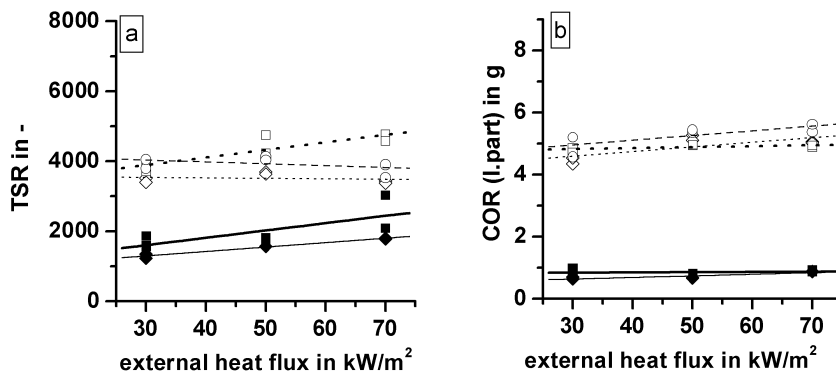 a
8000
6000
4000
2000
0
TSR in -
30 40 50 60 70
external heat flux in kW/m²
b
8
6
4
2
0
COR (l.part) in g
30 40 50 60 70
external heat flux in kW/m²